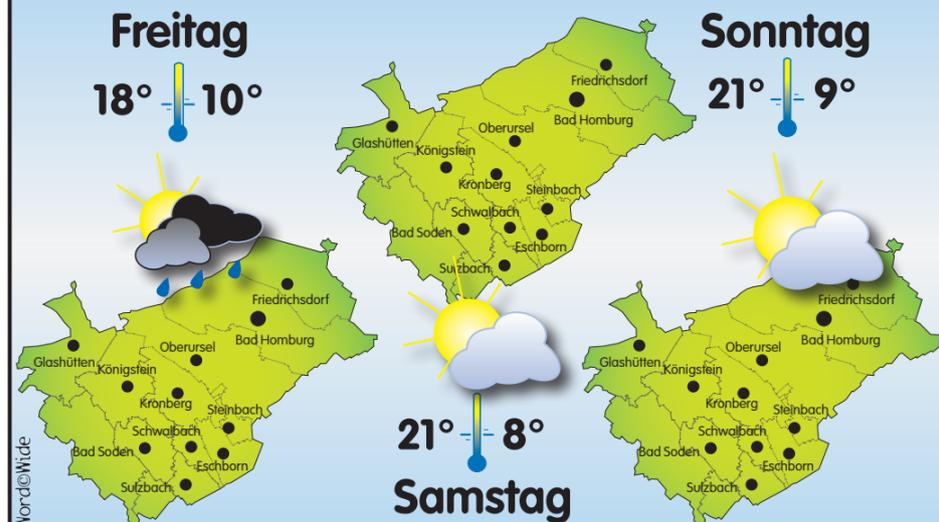 Freitag
18° 10°
Glashütten
Königstein
Oberursel
Friedrichsdorf
Bad Homburg
Kronberg
Steinbach
Schwalbach
Bad Soden
Eschborn
Sulzbach
Friedrichsdorf
Bad Homburg
Oberursel
Glashütten
Königstein
Kronberg
Steinbach
Schwalbach
Bad Soden
Eschborn
Sulzbach
21° 8°
Samstag
Sonntag
21° 9°
Friedrichsdorf
Bad Homburg
Oberursel
Glashütten
Königstein
Kronberg
Steinbach
Schwalbach
Bad Soden
Eschborn
Sulzbach
Word©Wide